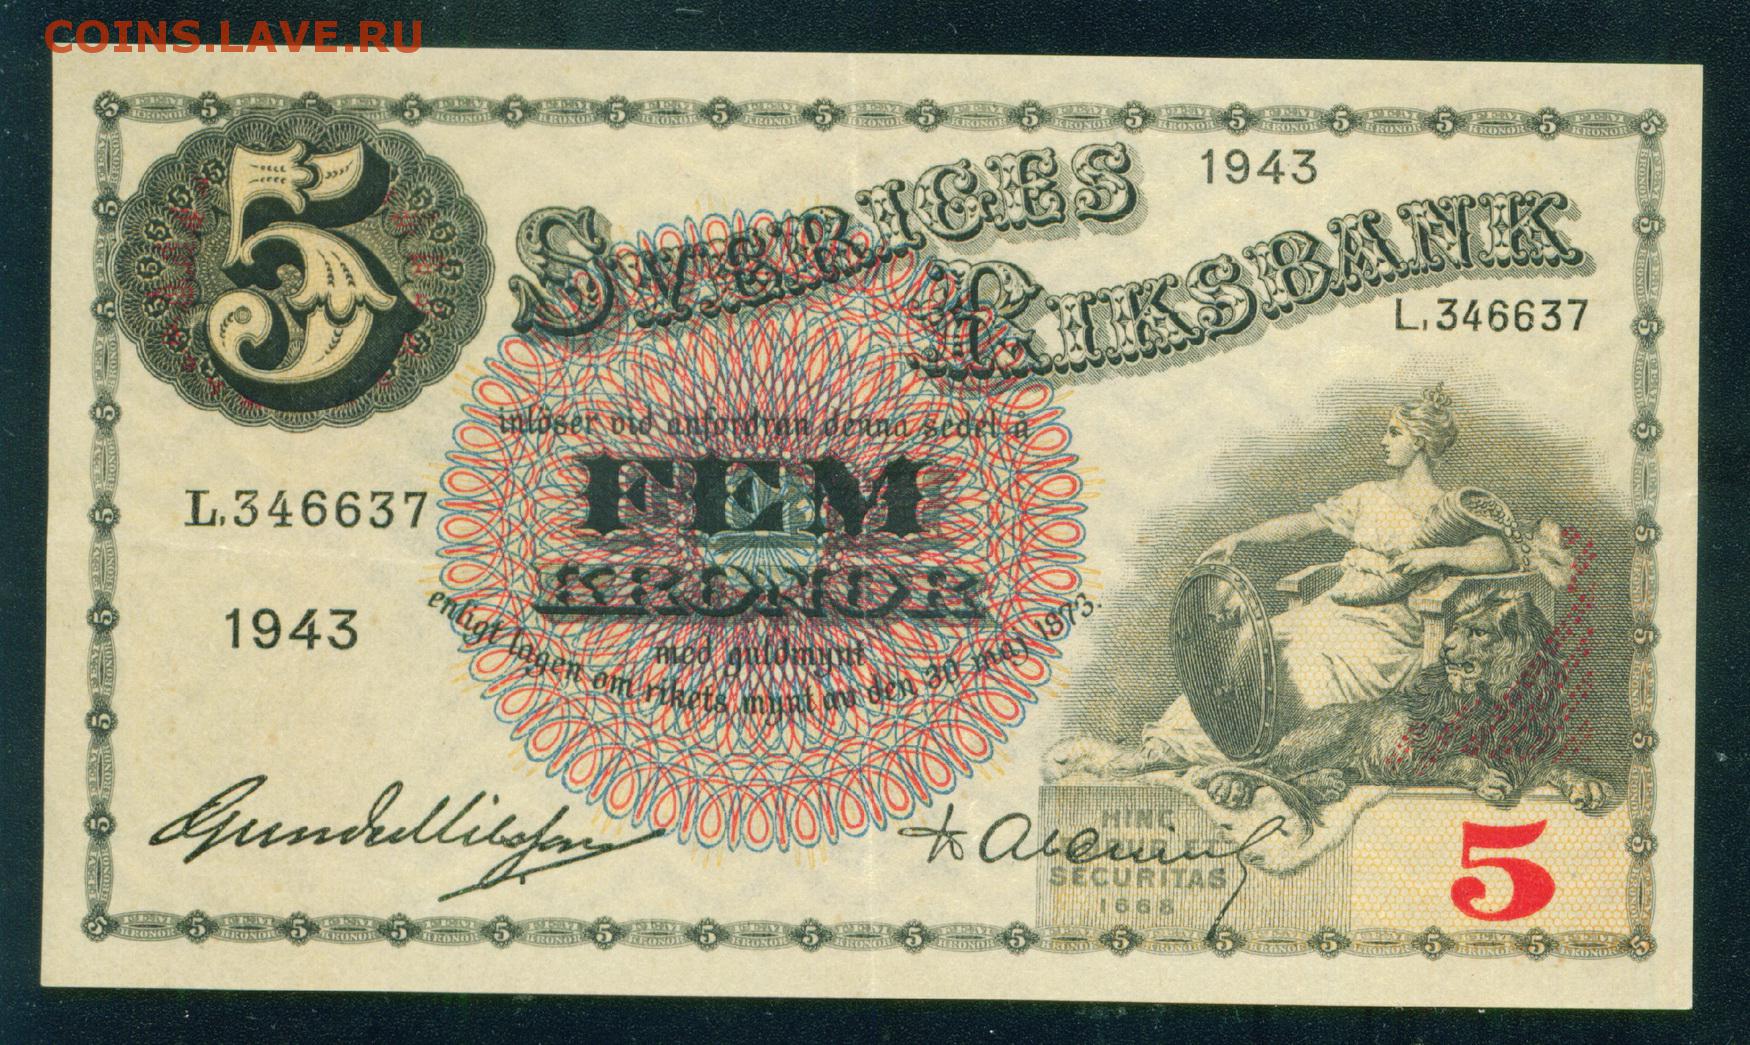 COINS.LAVE.RU
5
SVERIGES
1943
RIKSBANK
L,346637
inlöser vid anfordran denna sedel å
FEM
L,346637
KRONOR
1943
med guldmynt
enligt lagen om rikets mynt av den 30 maj 1873.
HINC
SECURITAS
1668
5